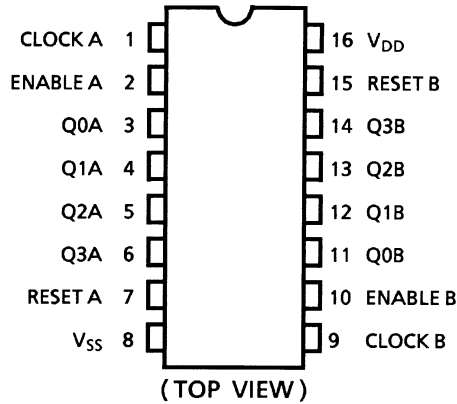 CLOCK A 1 16 VDD
ENABLE A 2 15 RESET B
Q0A 3 14 Q3B
Q1A 4 13 Q2B
Q2A 5 12 Q1B
Q3A 6 11 Q0B
RESET A 7 10 ENABLE B
VSS 8 9 CLOCK B
(TOP VIEW)